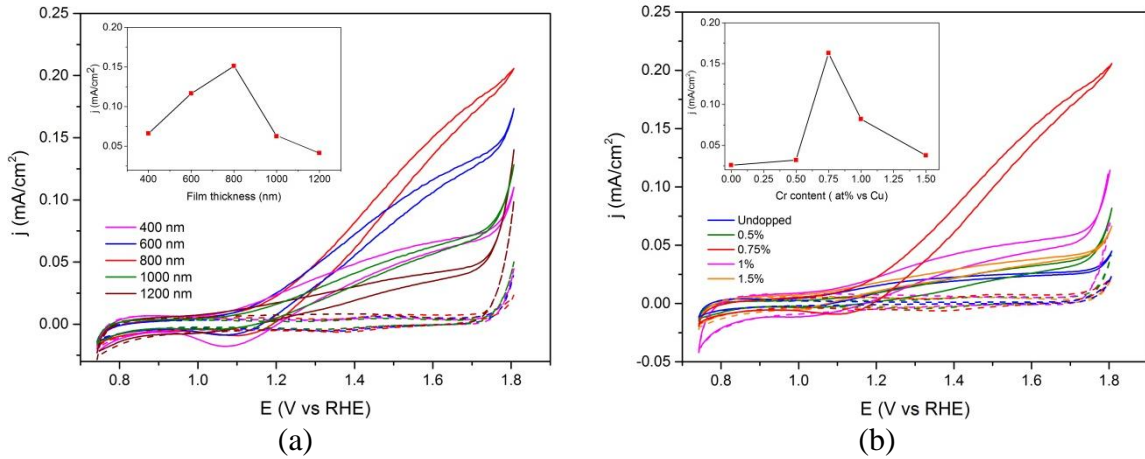 0.25
0.20
0.15
0.10
0.05
0.00
j (mA/cm²)
0.8 1.0 1.2 1.4 1.6 1.8
E (V vs RHE)
0.20
0.15
0.10
0.05
j (mA/cm²)
400 600 800 1000 1200
Film thickness (nm)
400 nm
600 nm
800 nm
1000 nm
1200 nm
(a)
0.25
0.20
0.15
0.10
0.05
0.00
-0.05
j (mA/cm²)
0.8 1.0 1.2 1.4 1.6 1.8
E (V vs RHE)
0.20
0.15
0.10
0.05
0.00
j (mA/cm²)
0.00 0.25 0.50 0.75 1.00 1.25 1.50
Cr content ( at% vs Cu)
Undopped
0.5%
0.75%
1%
1.5%
(b)